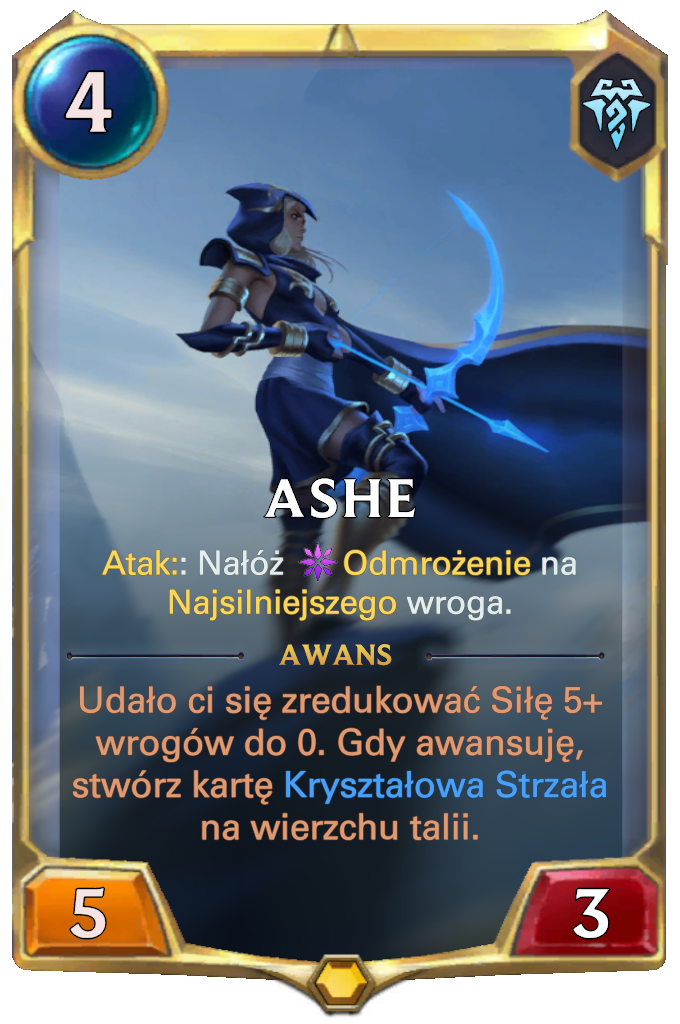 4
ASHE
Atak:: Nałóż Odmrożenie na
Najsilniejszego wroga.
AWANS
Udało ci się zredukować Siłę 5+
wrogów do 0. Gdy awansuję,
stwórz kartę Kryształowa Strzała
na wierzchu talii.
5
3